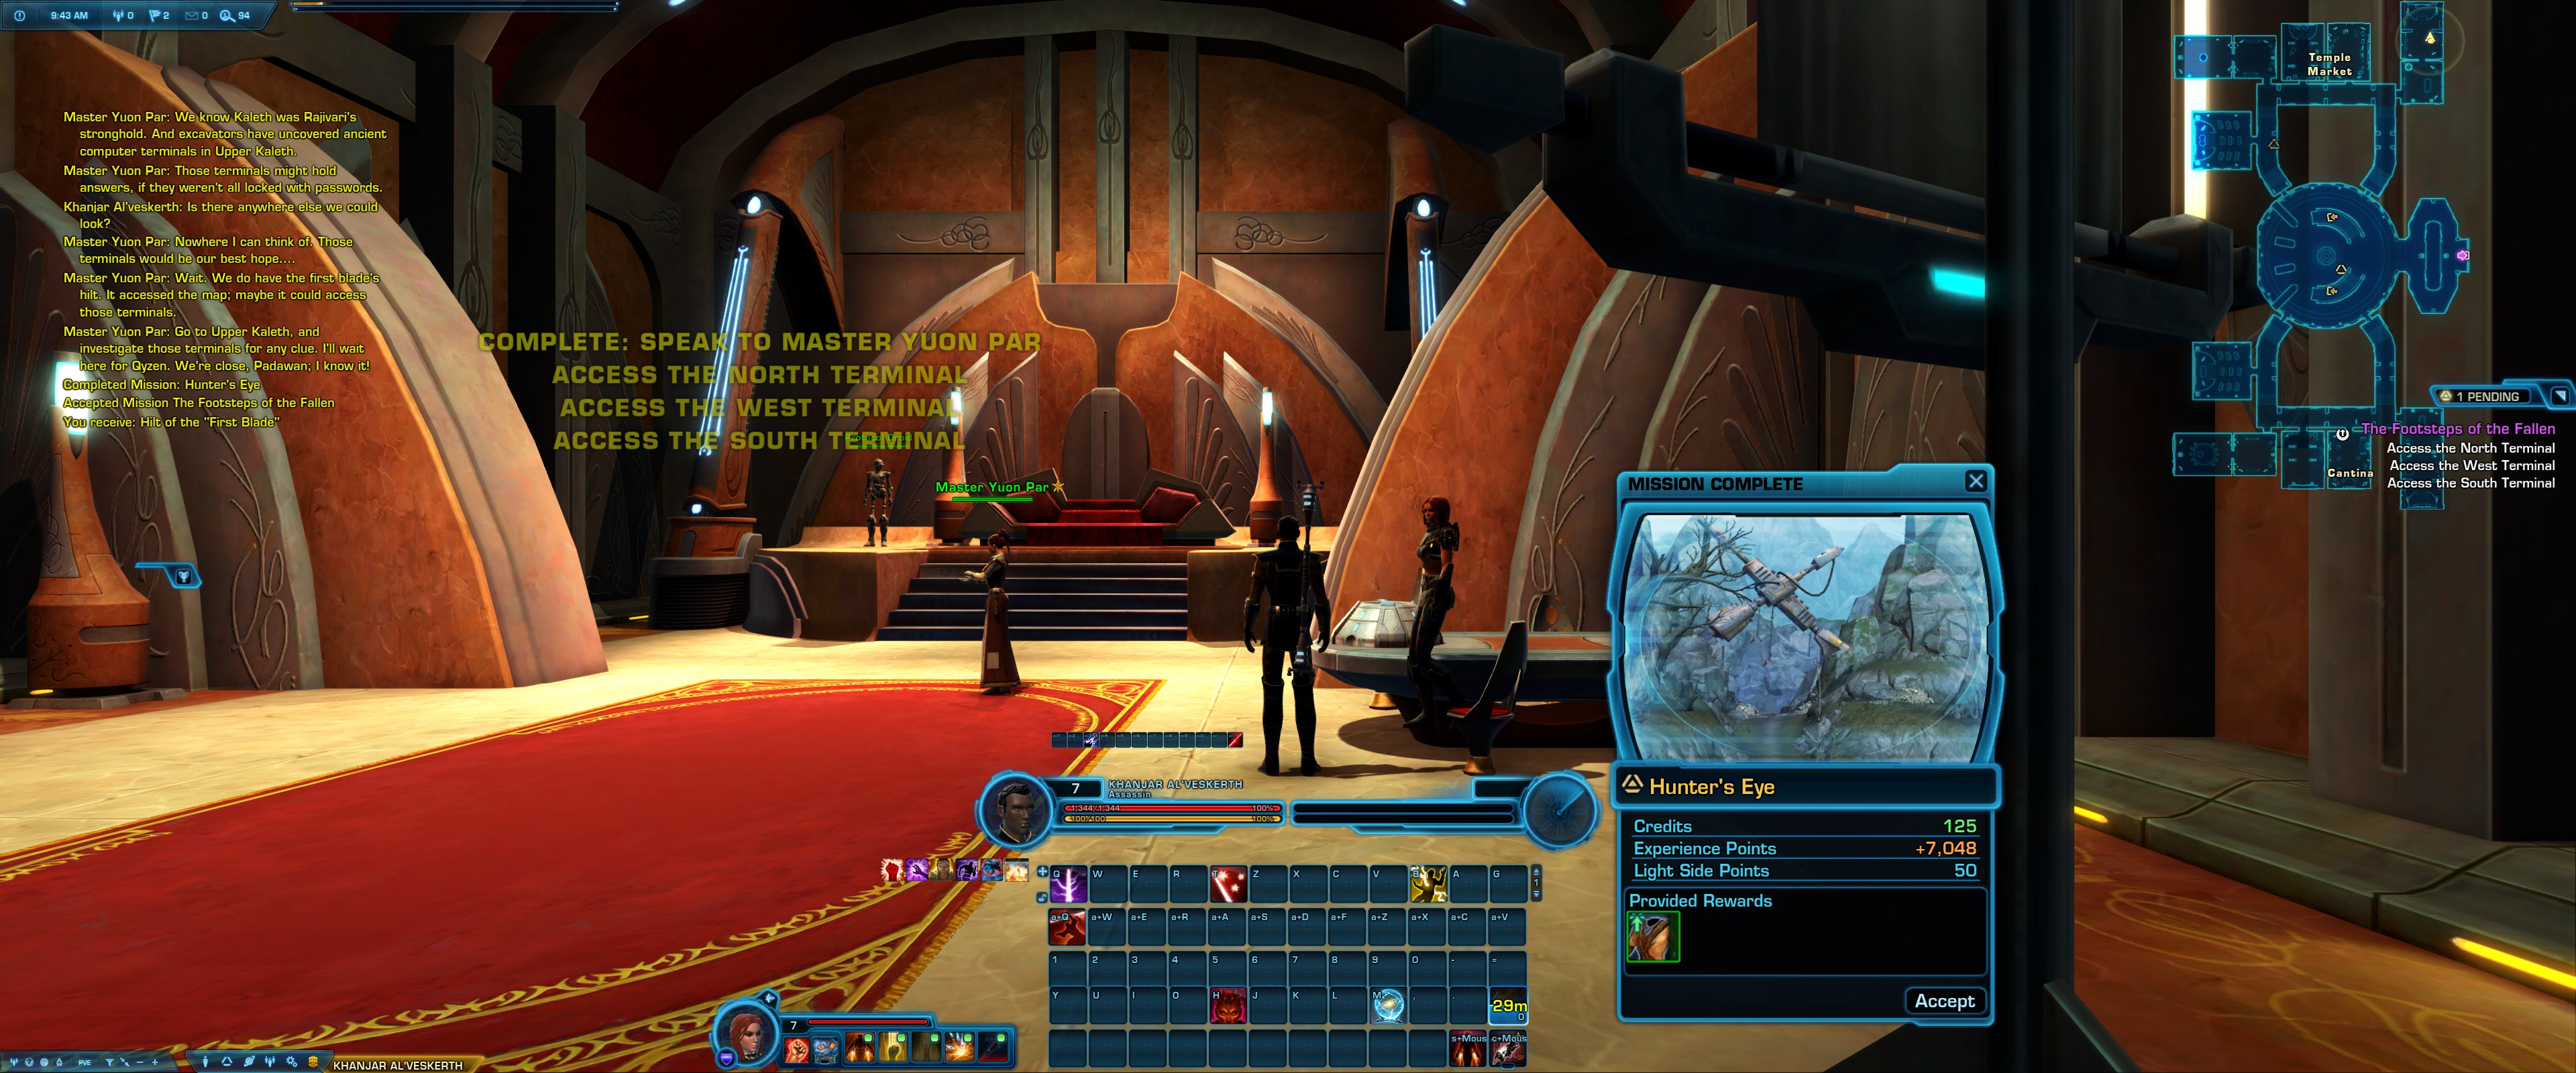 9:43 AM 0 2 0 94
Master Yuon Par: We know Kaleth was Rajivari's
stronghold. And excavators have uncovered ancient
computer terminals in Upper Kaleth.
Master Yuon Par: Those terminals might hold
answers, if they weren't all locked with passwords.
Khanjar Al'veskerth: Is there anywhere else we could
look?
Master Yuon Par: Nowhere I can think of. Those
terminals would be our best hope....
Master Yuon Par: Wait. We do have the first blade's
hilt. It accessed the map; maybe it could access
those terminals.
Master Yuon Par: Go to Upper Kaleth, and
investigate those terminals for any clue. I'll wait
here for Qyzen. We're close, Padawan; I know it!
Completed Mission: Hunter's Eye
Accepted Mission The Footsteps of the Fallen
You receive: Hilt of the "First Blade"
COMPLETE: SPEAK TO MASTER YUON PAR
ACCESS THE NORTH TERMINAL
ACCESS THE WEST TERMINAL
ACCESS THE SOUTH TERMINAL
Master Yuon Par
Temple
Market
Cantina
1 PENDING
The Footsteps of the Fallen
Access the North Terminal
Access the West Terminal
Access the South Terminal
MISSION COMPLETE
Hunter's Eye
Credits 125
Experience Points +7,048
Light Side Points 50
Provided Rewards
Accept
7 KHANJAR AL'VESKERTH
Assassin
1,344/1,344 100%
100/100 100%
Q W E R T Z X C V B A G
1
a+Q a+W a+E a+R a+A a+S a+D a+F a+Z a+X a+C a+V
1 2 3 4 5 6 7 8 9 0 - =
Y U I O H J K L M , . 29m
0
s+Mous c+Mous
7
PVE
KHANJAR AL'VESKERTH